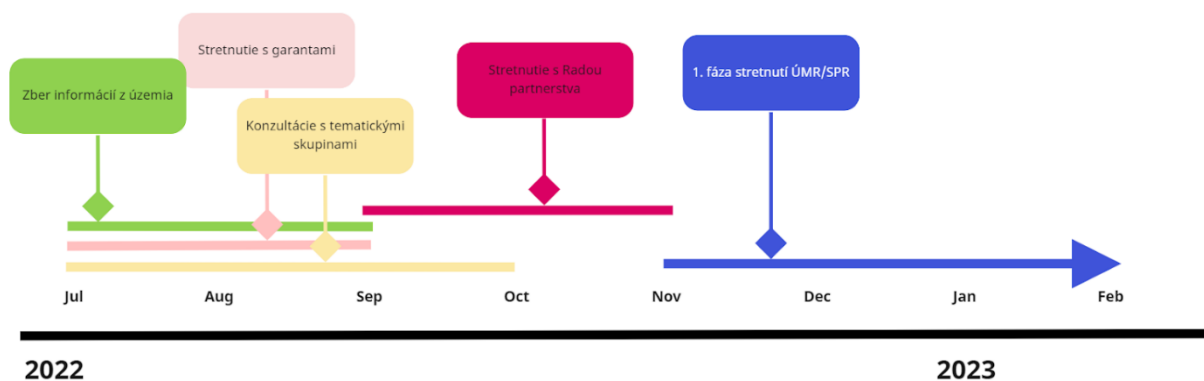 Stretnutie s garantami
Zber informácií z územia
Konzultácie s tematickými
skupinami
Stretnutie s Radou
partnerstva
1. fáza stretnutí ÚMR/SPR
Jul
Aug
Sep
Oct
Nov
Dec
Jan
Feb
2022
2023